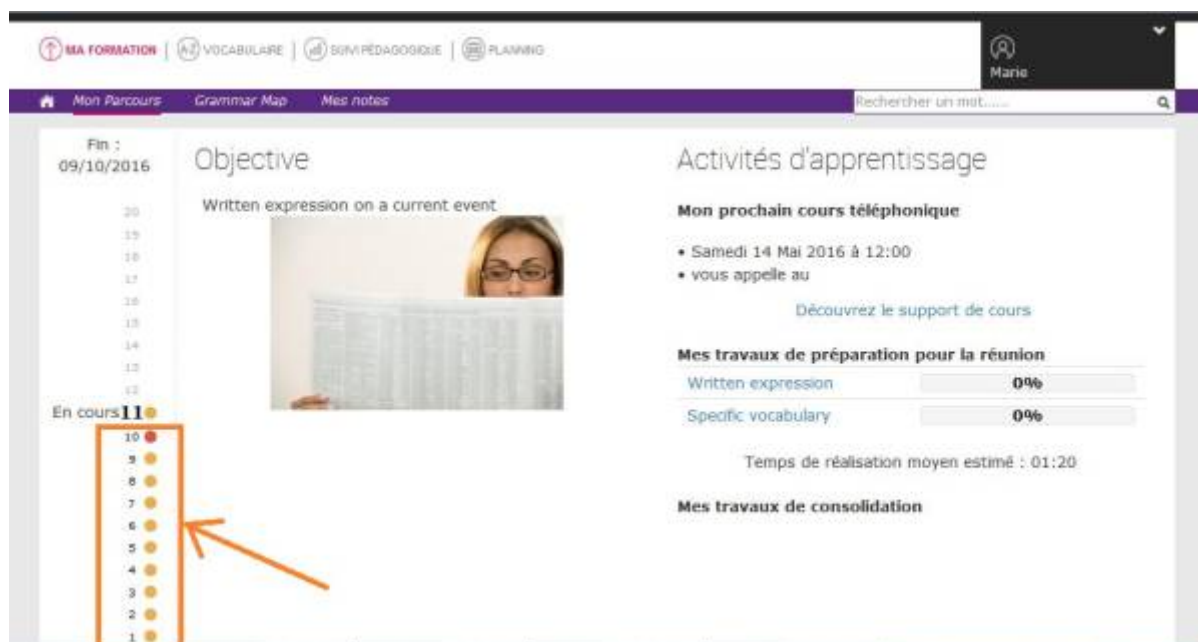 MA FORMATION | A-Z VOCABULAIRE | SUIVI PÉDAGOGIQUE | PLANNING
Marie
Mon Parcours Grammar Map Mes notes
Rechercher un mot......
Fin :
09/10/2016
20
19
18
17
16
15
14
13
12
En cours 11
10
9
8
7
6
5
4
3
2
1
Objective
Written expression on a current event
Activités d'apprentissage
Mon prochain cours téléphonique
• Samedi 14 Mai 2016 à 12:00
• vous appelle au
Découvrez le support de cours
Mes travaux de préparation pour la réunion
Written expression 0%
Specific vocabulary 0%
Temps de réalisation moyen estimé : 01:20
Mes travaux de consolidation